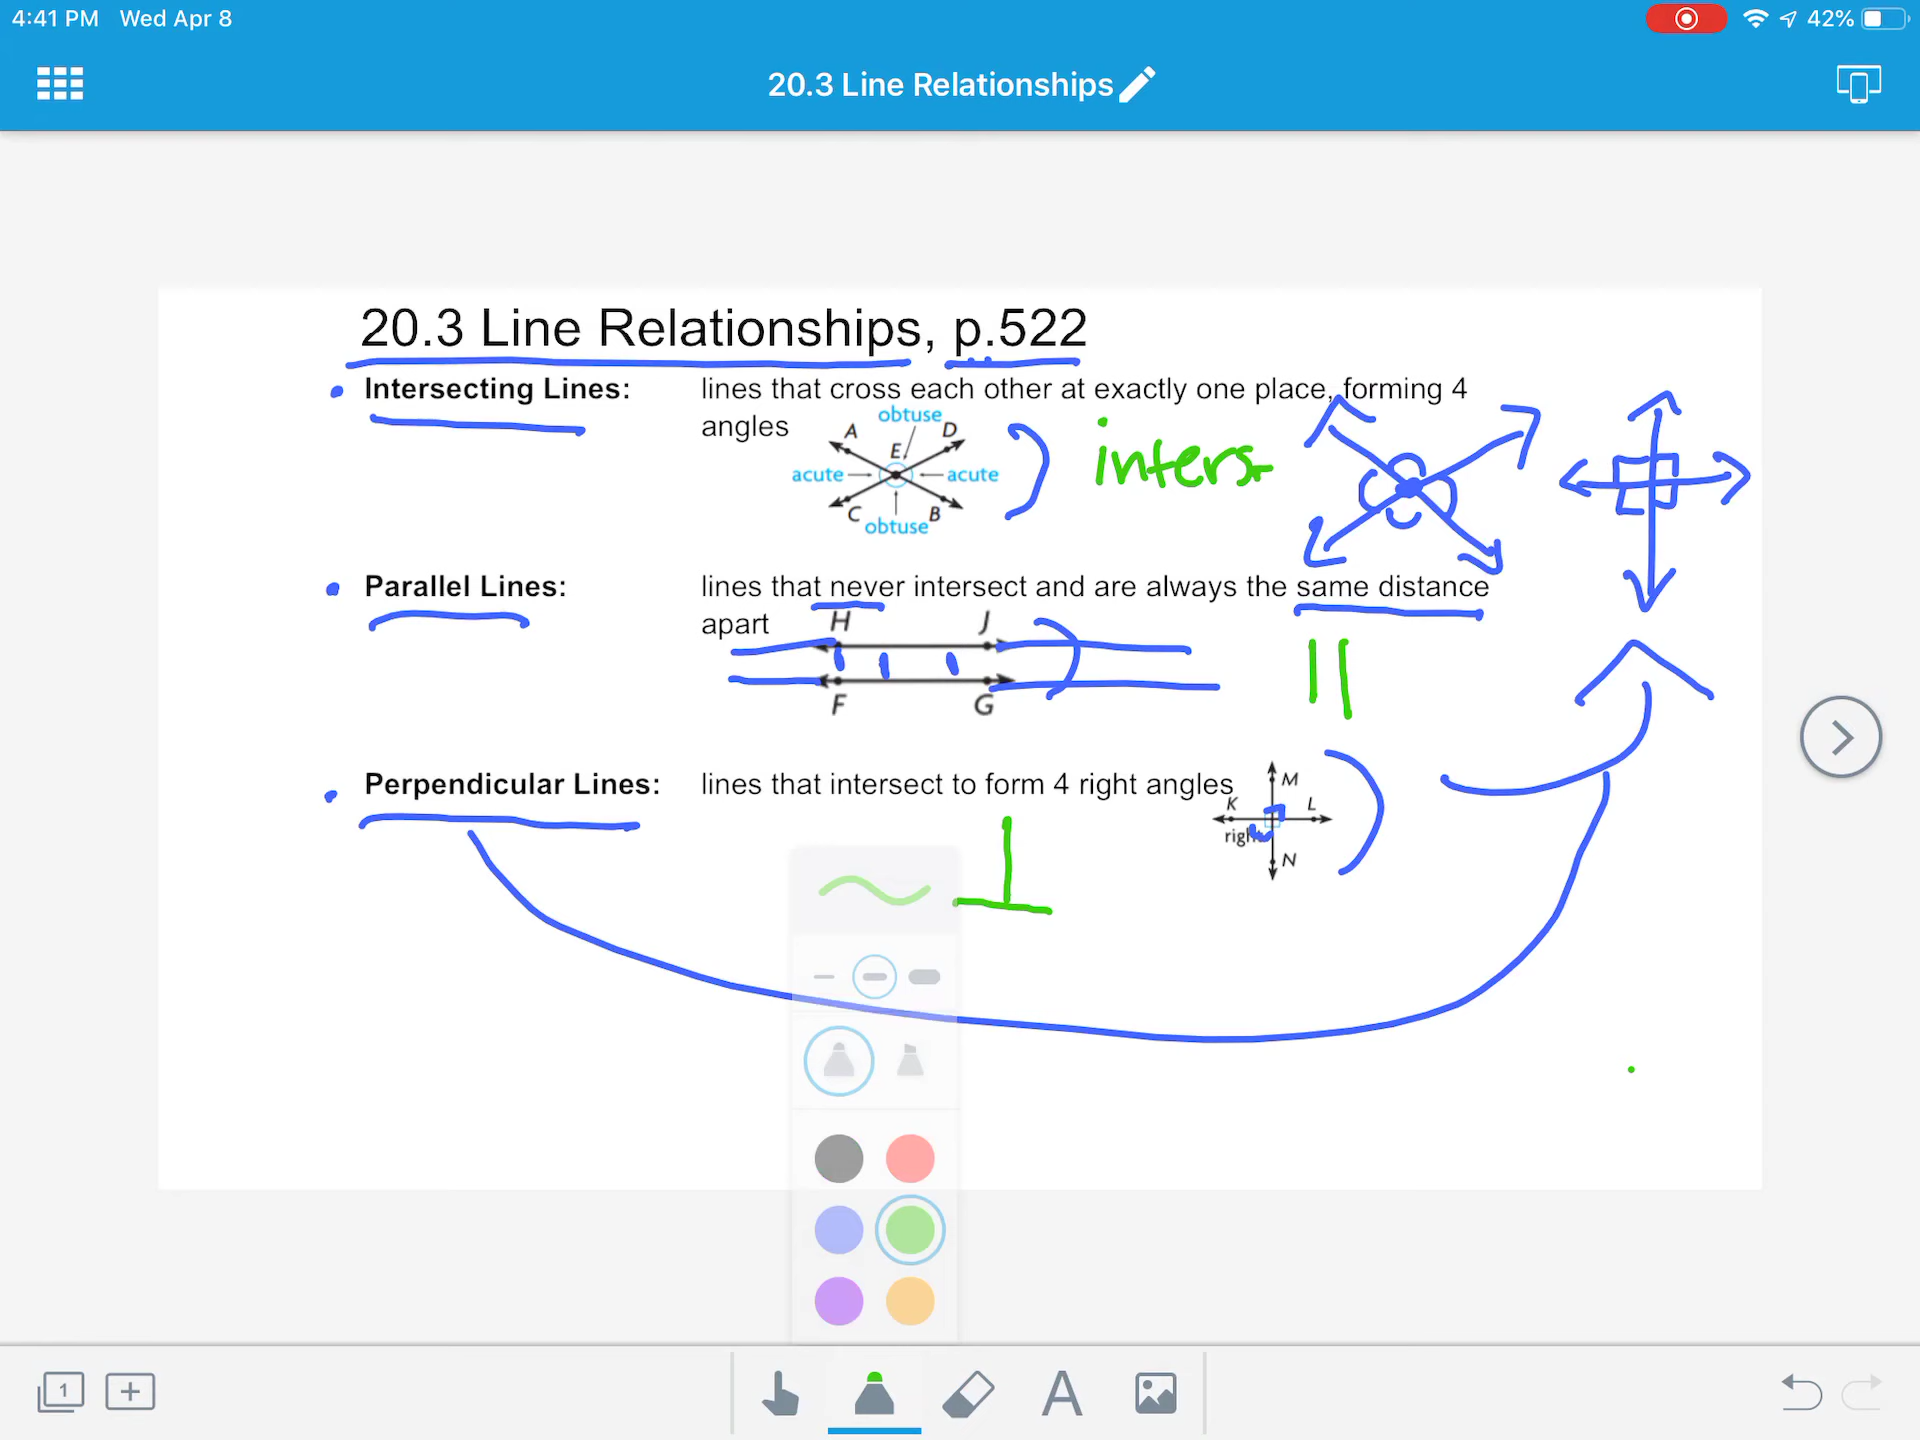 4:41 PM Wed Apr 8
42%
20.3 Line Relationships
20.3 Line Relationships, p.522
Intersecting Lines: lines that cross each other at exactly one place, forming 4
angles
obtuse
A D
E
inters
acute acute
C B
obtuse
Parallel Lines: lines that never intersect and are always the same distance
apart
H J
F G
||
Perpendicular Lines: lines that intersect to form 4 right angles
M
K L
N
⊥
1
A